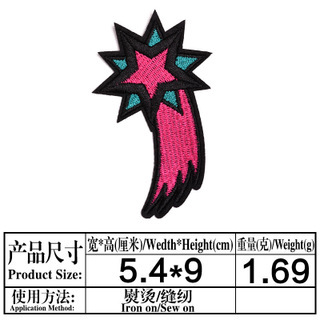 产品尺寸
Product Size:
宽*高(厘米)/Wedth*Height(cm)
重量(克)/Weight(g)
5.4*9
1.69
使用方法:
Application Method:
熨烫/缝纫
Iron on/Sew on